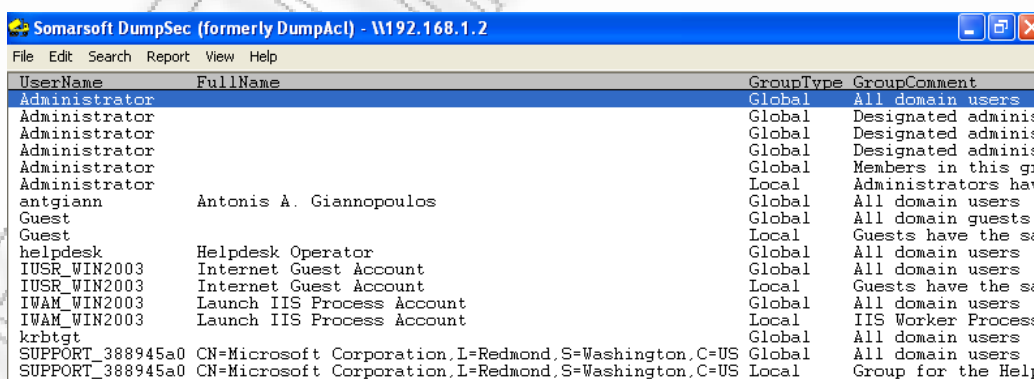 Somarsoft DumpSec (formerly DumpAcl) - \\192.168.1.2
File Edit Search Report View Help
UserName FullName GroupType GroupComment
Administrator Global All domain users
Administrator Global Designated adminis
Administrator Global Designated adminis
Administrator Global Designated adminis
Administrator Global Members in this gr
Administrator Local Administrators hav
antgiann Antonis A. Giannopoulos Global All domain users
Guest Global All domain guests
Guest Local Guests have the sa
helpdesk Helpdesk Operator Global All domain users
IUSR_WIN2003 Internet Guest Account Global All domain users
IUSR_WIN2003 Internet Guest Account Local Guests have the sa
IWAM_WIN2003 Launch IIS Process Account Global All domain users
IWAM_WIN2003 Launch IIS Process Account Local IIS Worker Process
krbtgt Global All domain users
SUPPORT_388945a0 CN=Microsoft Corporation,L=Redmond,S=Washington,C=US Global All domain users
SUPPORT_388945a0 CN=Microsoft Corporation,L=Redmond,S=Washington,C=US Local Group for the Help